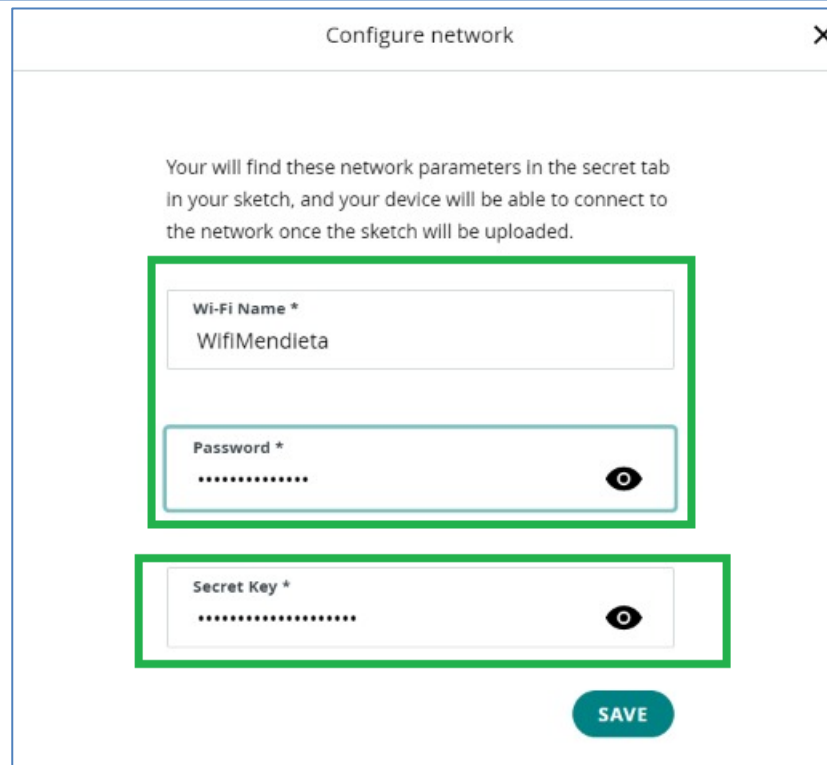 Configure network
Your will find these network parameters in the secret tab
in your sketch, and your device will be able to connect to
the network once the sketch will be uploaded.
Wi-Fi Name *
WifiMendieta
Password *
••••••••••••••
Secret Key *
••••••••••••••••••••
SAVE